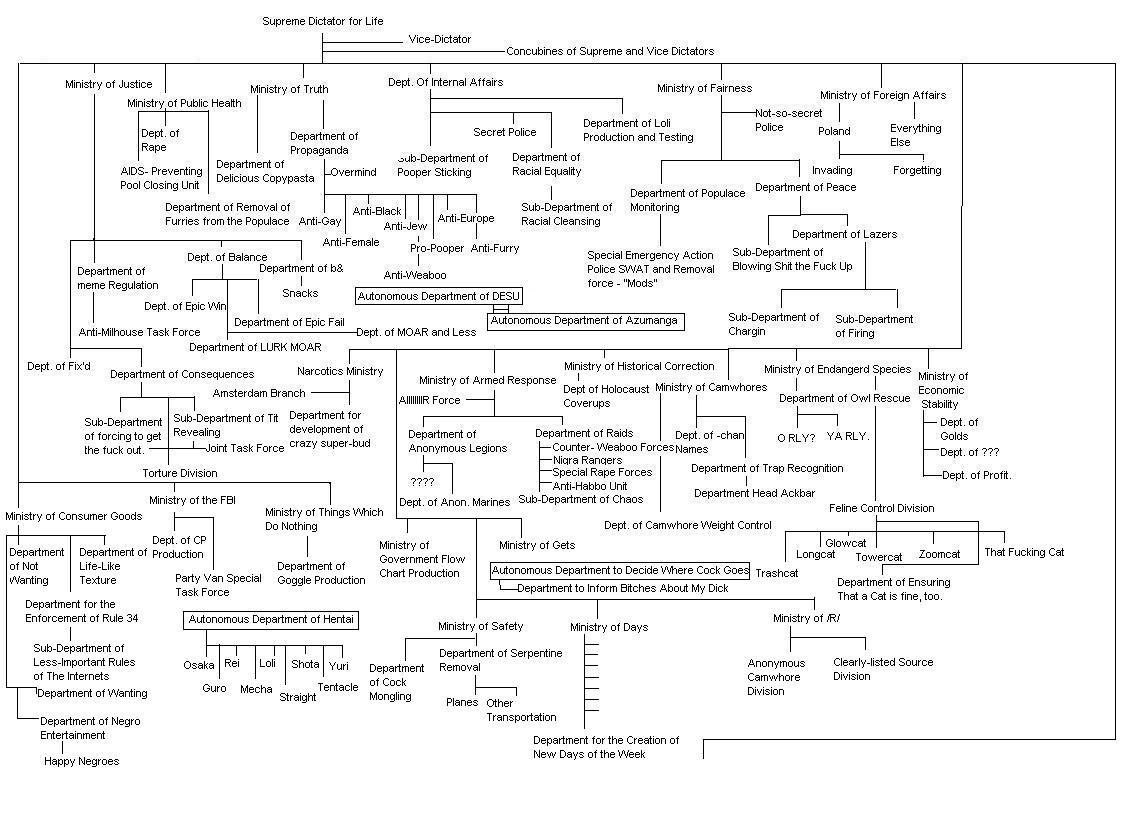 Supreme Dictator for Life
Vice-Dictator
Concubines of Supreme and Vice Dictators
Ministry of Justice
Ministry of Public Health
Dept. of
Rape
AIDS- Preventing
Pool Closing Unit
Department of Removal of
Furries from the Populace
Ministry of Truth
Department of
Delicious Copypasta
Department of
Propaganda
Overmind
Anti-Gay
Anti-Female
Anti-Black
Anti-Jew
Anti-Weaboo
Pro-Pooper
Anti-Europe
Anti-Furry
Dept. Of Internal Affairs
Sub-Department of
Pooper Sticking
Secret Police
Department of
Racial Equality
Sub-Department of
Racial Cleansing
Department of Loli
Production and Testing
Ministry of Fairness
Not-so-secret
Police
Department of Populace
Monitoring
Special Emergency Action
Police SWAT and Removal
force - "Mods"
Department of Peace
Sub-Department of
Blowing Shit the Fuck Up
Department of Lazers
Sub-Department of
Chargin
Sub-Department
of Firing
Ministry of Foreign Affairs
Poland
Everything
Else
Invading
Forgetting
Department of
meme Regulation
Anti-Milhouse Task Force
Dept. of Balance
Dept. of Epic Win
Department of Epic Fail
Department of LURK MOAR
Dept. of MOAR and Less
Department of b&
Snacks
Autonomous Department of DESU
Autonomous Department of Azumanga
Dept. of Fix'd
Department of Consequences
Sub-Department
of forcing to get
the fuck out.
Sub-Department of Tit
Revealing
Joint Task Force
Torture Division
Narcotics Ministry
Amsterdam Branch
Department for
development of
crazy super-bud
Ministry of Armed Response
AIIIIIIIR Force
Department of
Anonymous Legions
????
Dept. of Anon. Marines
Department of Raids
Counter- Weaboo Forces
Nigra Rangers
Special Rape Forces
Anti-Habbo Unit
Sub-Department of Chaos
Ministry of Historical Correction
Dept of Holocaust
Coverups
Ministry of Camwhores
Dept. of -chan
Names
Department of Trap Recognition
Department Head Ackbar
Dept. of Camwhore Weight Control
Ministry of Endangerd Species
Department of Owl Rescue
O RLY?
YA RLY.
Feline Control Division
Trashcat
Longcat
Glowcat
Towercat
Zoomcat
That Fucking Cat
Department of Ensuring
That a Cat is fine, too.
Ministry of
Economic
Stability
Dept. of
Golds
Dept. of ???
Dept. of Profit.
Ministry of Consumer Goods
Department
of Not
Wanting
Department of
Life-Like
Texture
Department for the
Enforcement of Rule 34
Sub-Department of
Less-Important Rules
of The Internets
Department of Wanting
Department of Negro
Entertainment
Happy Negroes
Ministry of the FBI
Dept. of CP
Production
Party Van Special
Task Force
Ministry of Things Which
Do Nothing
Department of
Goggle Production
Autonomous Department of Hentai
Osaka
Guro
Rei
Mecha
Loli
Straight
Shota
Tentacle
Yuri
Ministry of
Government Flow
Chart Production
Ministry of Gets
Autonomous Department to Decide Where Cock Goes
Department to Inform Bitches About My Dick
Ministry of Safety
Department
of Cock
Mongling
Department of Serpentine
Removal
Planes
Other
Transportation
Ministry of Days
Department for the Creation of
New Days of the Week
Ministry of /R/
Anonymous
Camwhore
Division
Clearly-listed Source
Division